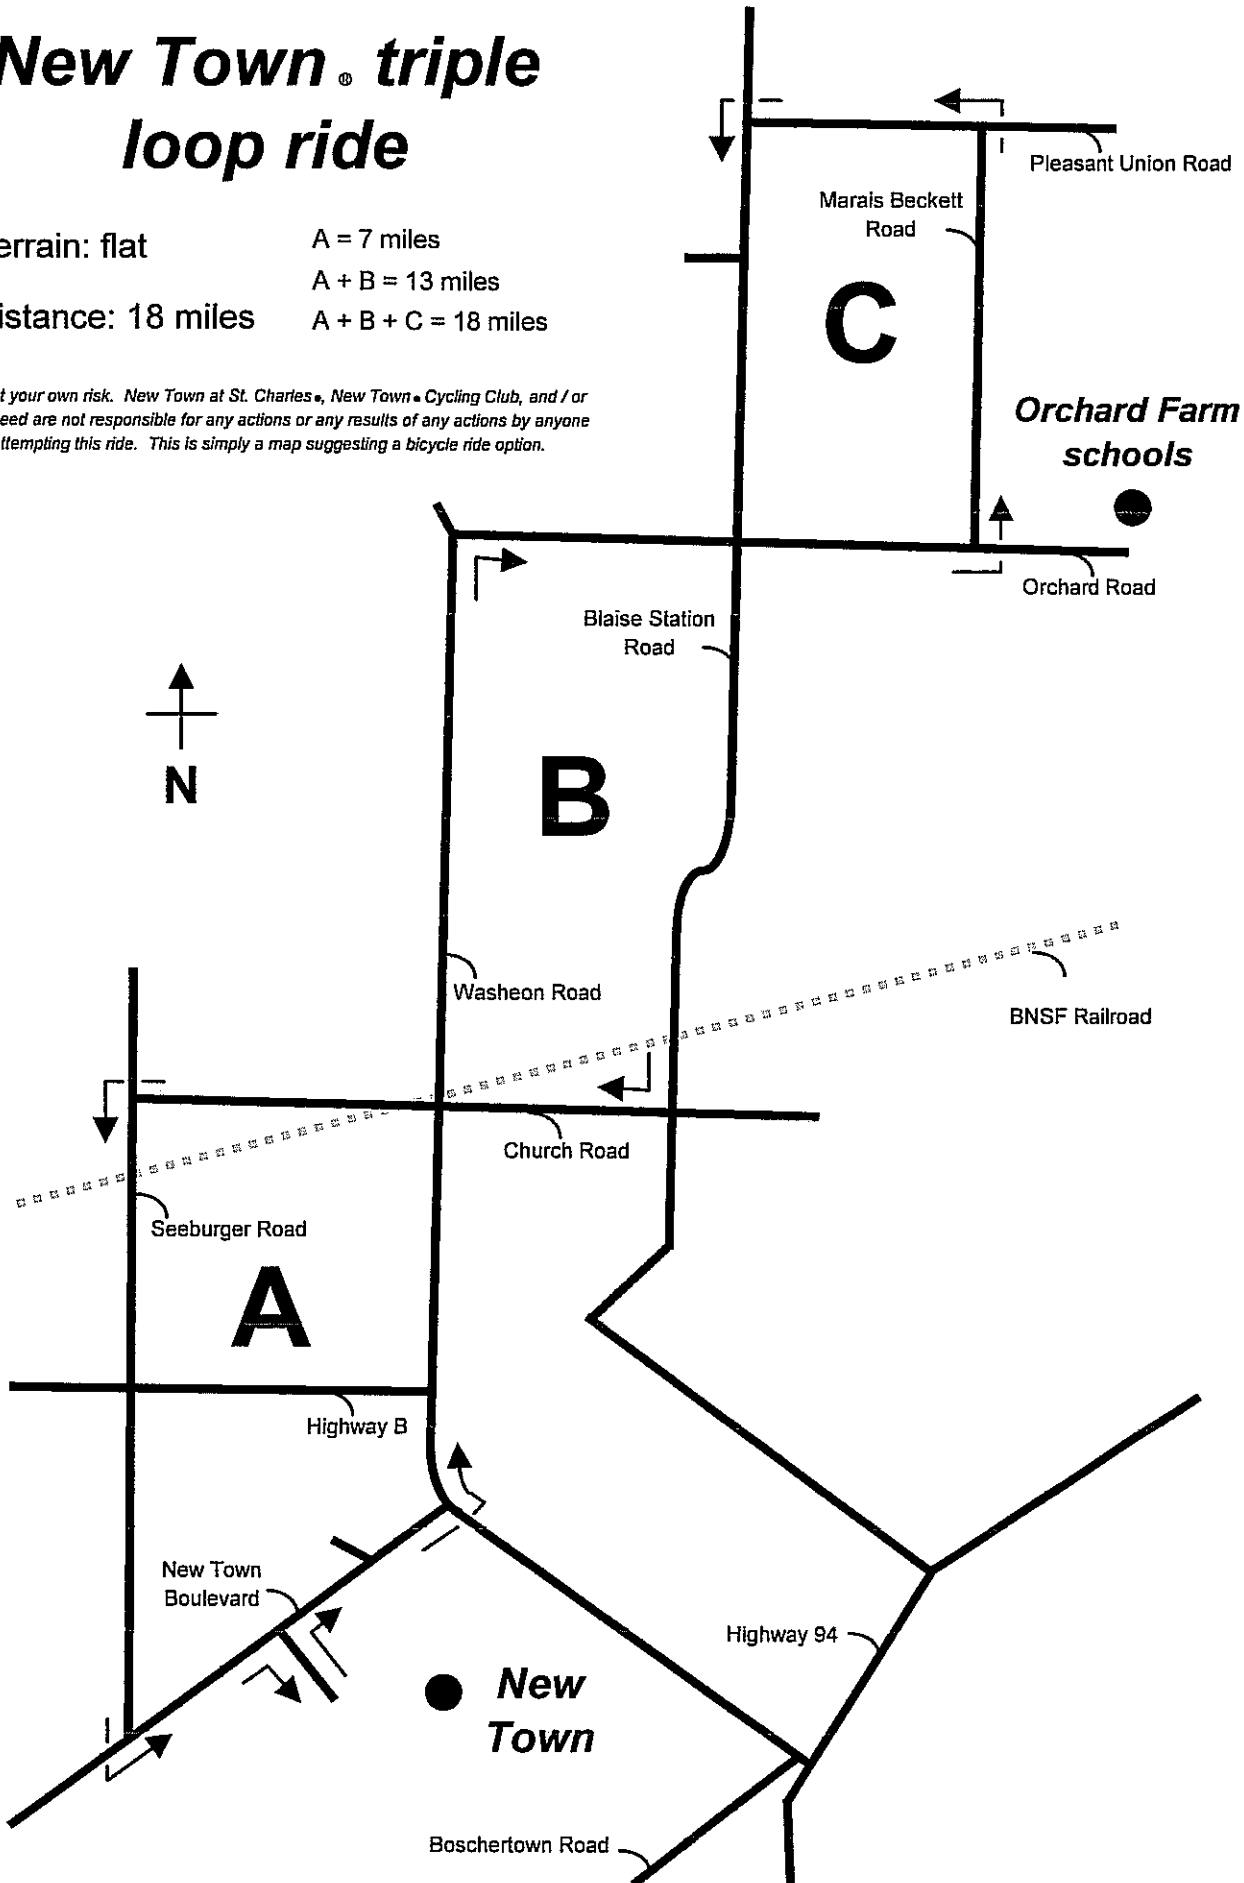 New Town® triple
loop ride
errain: flat
istance: 18 miles
A = 7 miles
A + B = 13 miles
A + B + C = 18 miles
t your own risk. New Town at St. Charles®, New Town® Cycling Club, and / or
eed are not responsible for any actions or any results of any actions by anyone
ttempting this ride. This is simply a map suggesting a bicycle ride option.
Pleasant Union Road
Marais Beckett
Road
C
Orchard Farm
schools
Orchard Road
Blaise Station
Road
N
B
Washeon Road
BNSF Railroad
Church Road
Seeburger Road
A
Highway B
New Town
Boulevard
Highway 94
New
Town
Boschertown Road